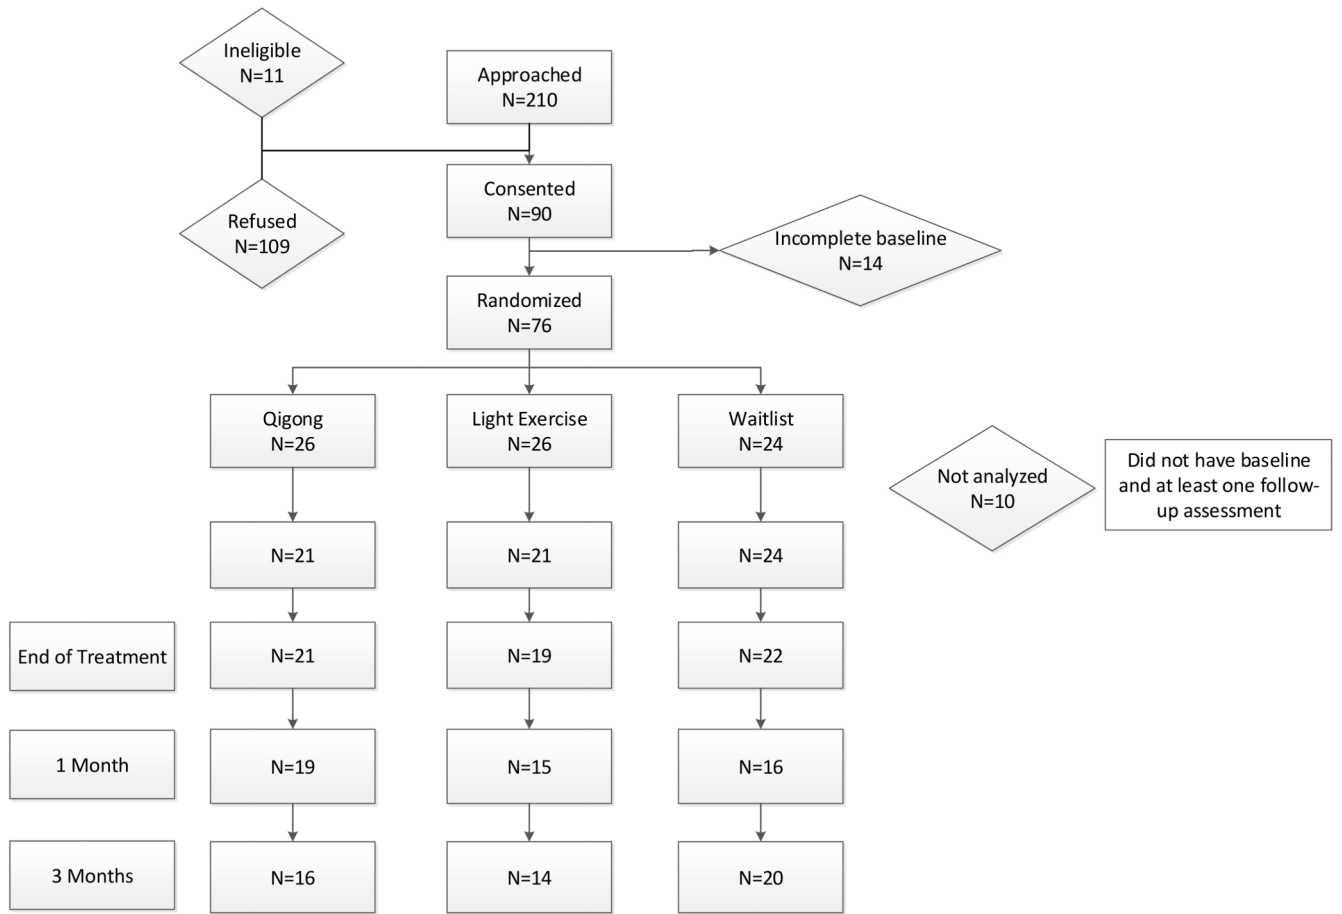 Ineligible
N=11
Approached
N=210
Consented
N=90
Refused
N=109
Incomplete baseline
N=14
Randomized
N=76
Qigong
N=26
Light Exercise
N=26
Waitlist
N=24
Not analyzed
N=10
Did not have baseline
and at least one follow-
up assessment
N=21
N=21
N=24
End of Treatment
N=21
N=19
N=22
1 Month
N=19
N=15
N=16
3 Months
N=16
N=14
N=20